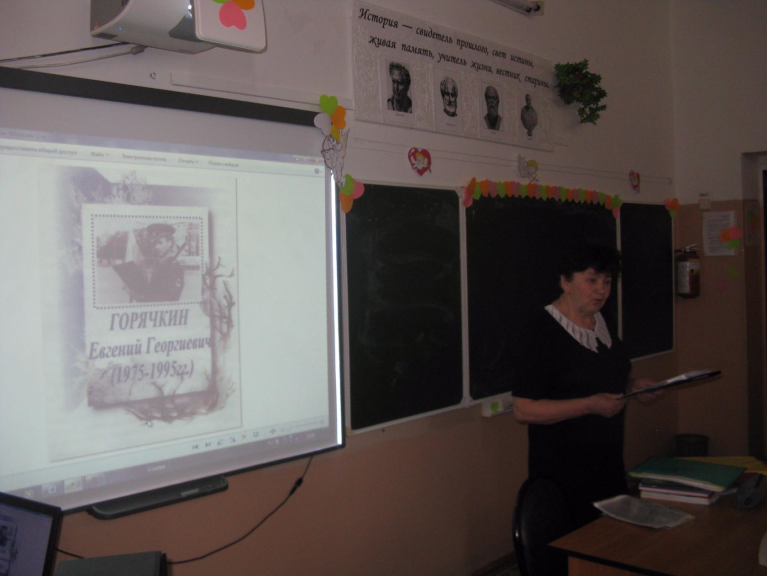 История — свидетель прошлого, свет истины,
живая память, учитель жизни, вестник старины.
ГОРЯЧКИН
Евгений Георгиевич
(1975-1995гг.)